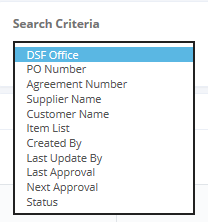 Search Criteria
DSF Office
PO Number
Agreement Number
Supplier Name
Customer Name
Item List
Created By
Last Update By
Last Approval
Next Approval
Status